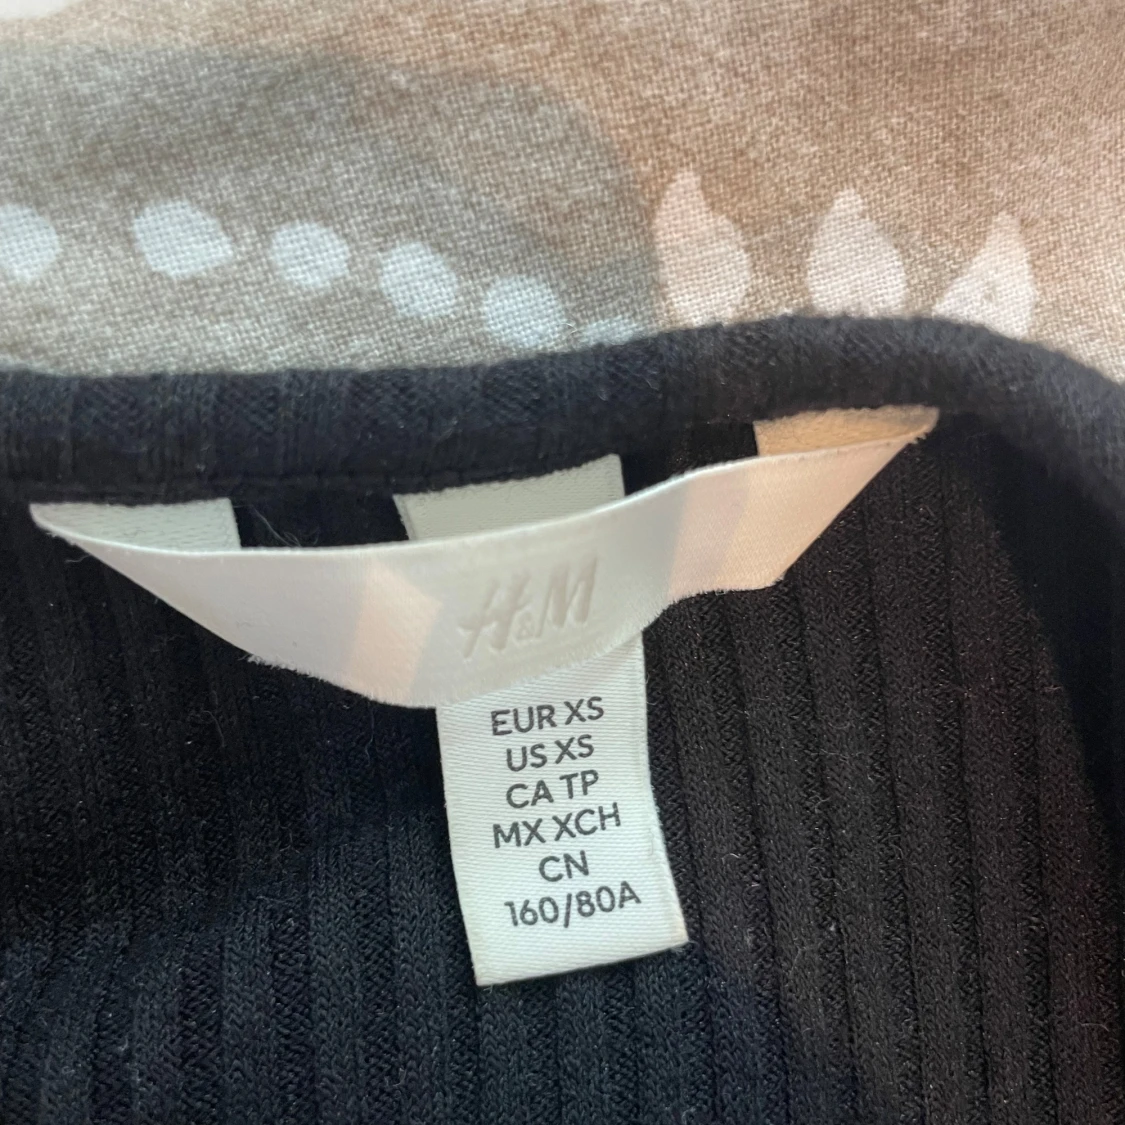 H&M
EUR XS
US XS
CA TP
MX XCH
CN
160/80A